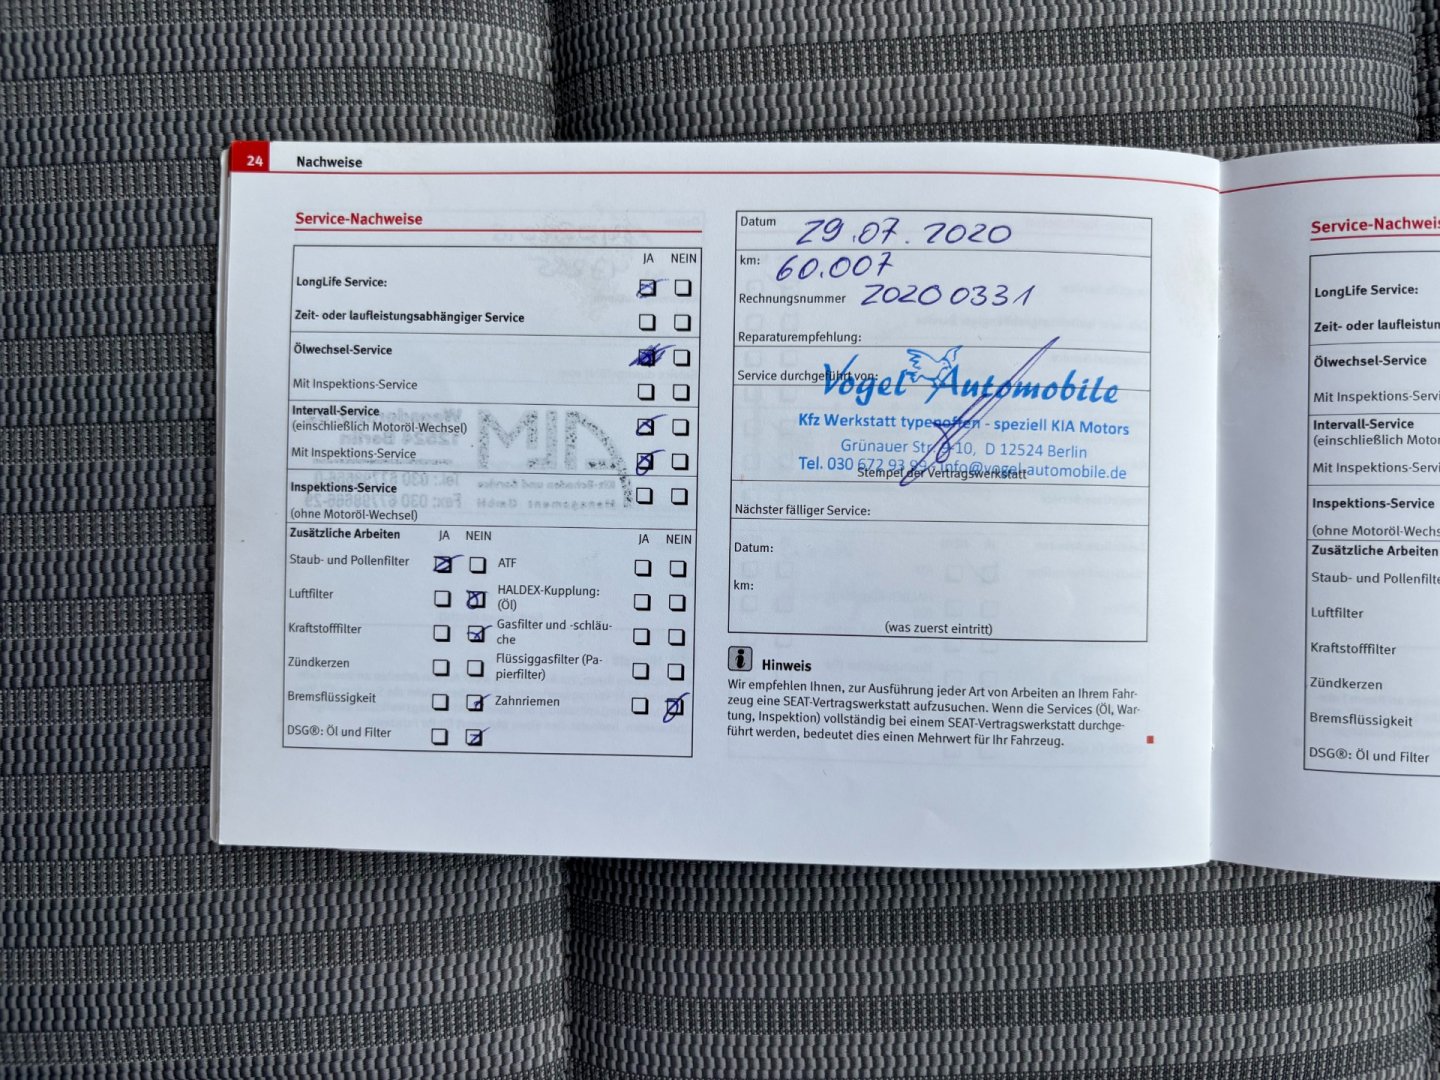 24 Nachweise
Service-Nachweise
JA NEIN
LongLife Service:
Zeit- oder laufleistungsabhängiger Service
Ölwechsel-Service
Mit Inspektions-Service
Intervall-Service
(einschließlich Motoröl-Wechsel)
Mit Inspektions-Service
Inspektions-Service
(ohne Motoröl-Wechsel)
Zusätzliche Arbeiten JA NEIN JA NEIN
Staub- und Pollenfilter ATF
Luftfilter HALDEX-Kupplung:
(Öl)
Kraftstofffilter Gasfilter und -schläu-
che
Zündkerzen Flüssiggasfilter (Pa-
pierfilter)
Bremsflüssigkeit Zahnriemen
DSG®: Öl und Filter
Datum 29.07.2020
km: 60.007
Rechnungsnummer 20200331
Reparaturempfehlung:
Service durchgeführt von:
Vogel Automobile
Kfz Werkstatt typenoffen - speziell KIA Motors
Grünauer Str. 9-10, D 12524 Berlin
Tel. 030 672 93 99 info@vogel-automobile.de
Stempel der Vertragswerkstatt
Nächster fälliger Service:
Datum:
km:
(was zuerst eintritt)
Hinweis
Wir empfehlen Ihnen, zur Ausführung jeder Art von Arbeiten an Ihrem Fahr-
zeug eine SEAT-Vertragswerkstatt aufzusuchen. Wenn die Services (Öl, War-
tung, Inspektion) vollständig bei einem SEAT-Vertragswerkstatt durchge-
führt werden, bedeutet dies einen Mehrwert für Ihr Fahrzeug.
Service-Nachweis
LongLife Service:
Zeit- oder laufleistun
Ölwechsel-Service
Mit Inspektions-Servi
Intervall-Service
(einschließlich Motor
Mit Inspektions-Servi
Inspektions-Service
(ohne Motoröl-Wechs
Zusätzliche Arbeiten
Staub- und Pollenfilte
Luftfilter
Kraftstofffilter
Zündkerzen
Bremsflüssigkeit
DSG®: Öl und Filter